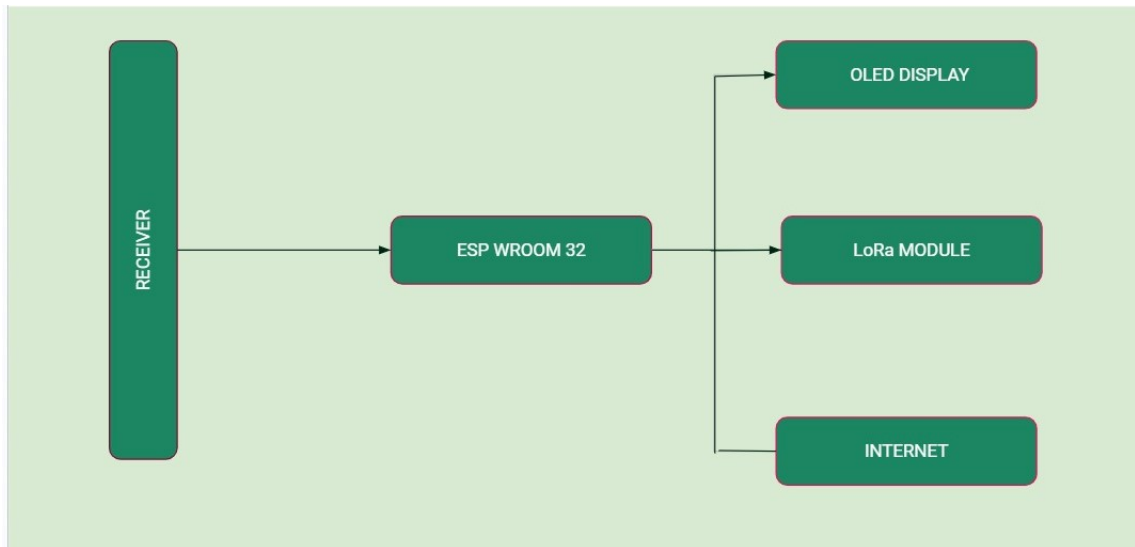 RECEIVER
ESP WROOM 32
OLED DISPLAY
LoRa MODULE
INTERNET